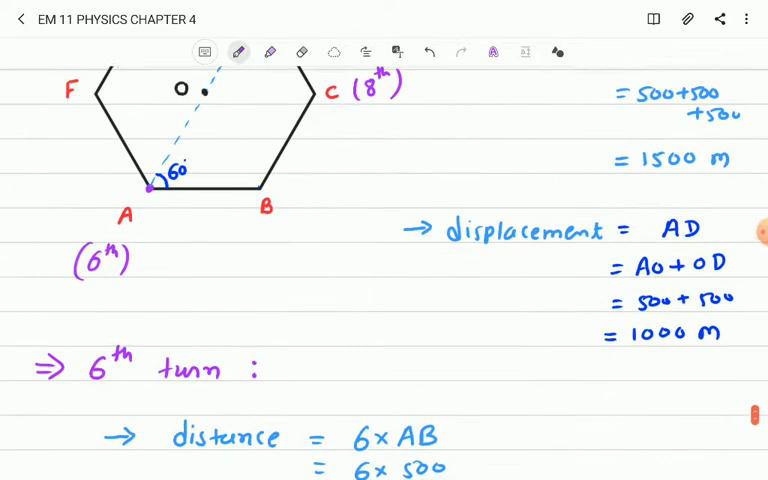 EM 11 PHYSICS CHAPTER 4
F
O
C (8th)
60°
A
B
(6th)
= 500+500
+500
= 1500 m
→ displacement = AD
= AO + OD
= 500 + 500
= 1000 m
⇒ 6th turn :
→ distance = 6 × AB
= 6 × 500